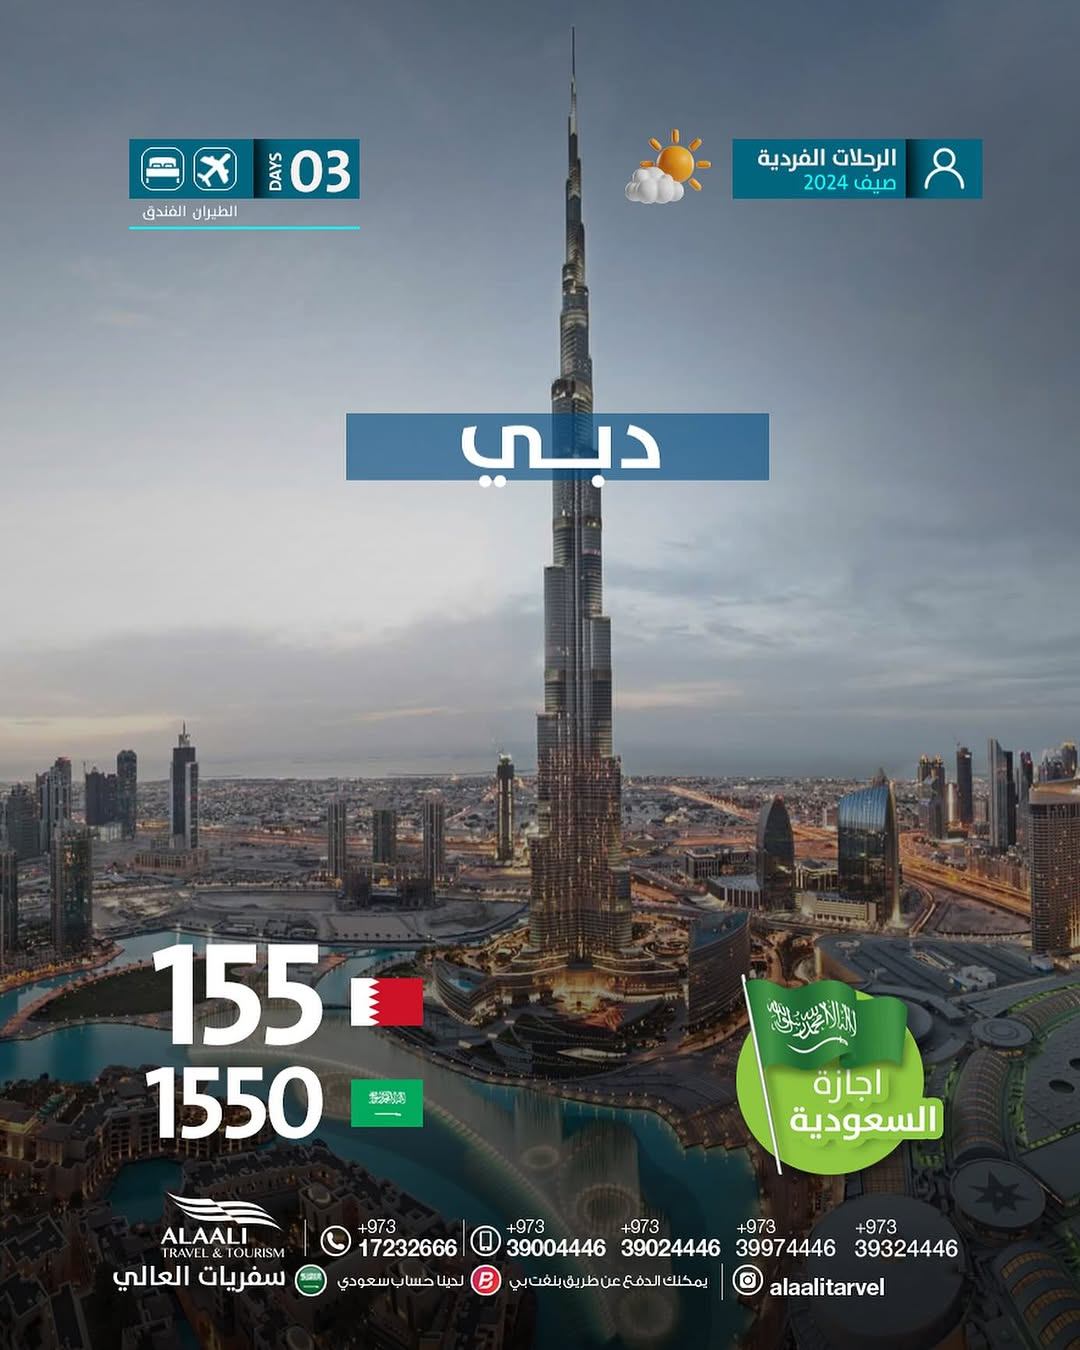 الرحلات الفردية
صيف 2024
03 DAYS
الطيران الفندق
دبي
155
1550
اجازة
السعودية
ALAALI
TRAVEL & TOURISM
سفريات العالي
+973
17232666
+973
39004446
+973
39024446
+973
39974446
+973
39324446
لدينا حساب سعودي
يمكنك الدفع عن طريق بنفت بي
alaalitarvel